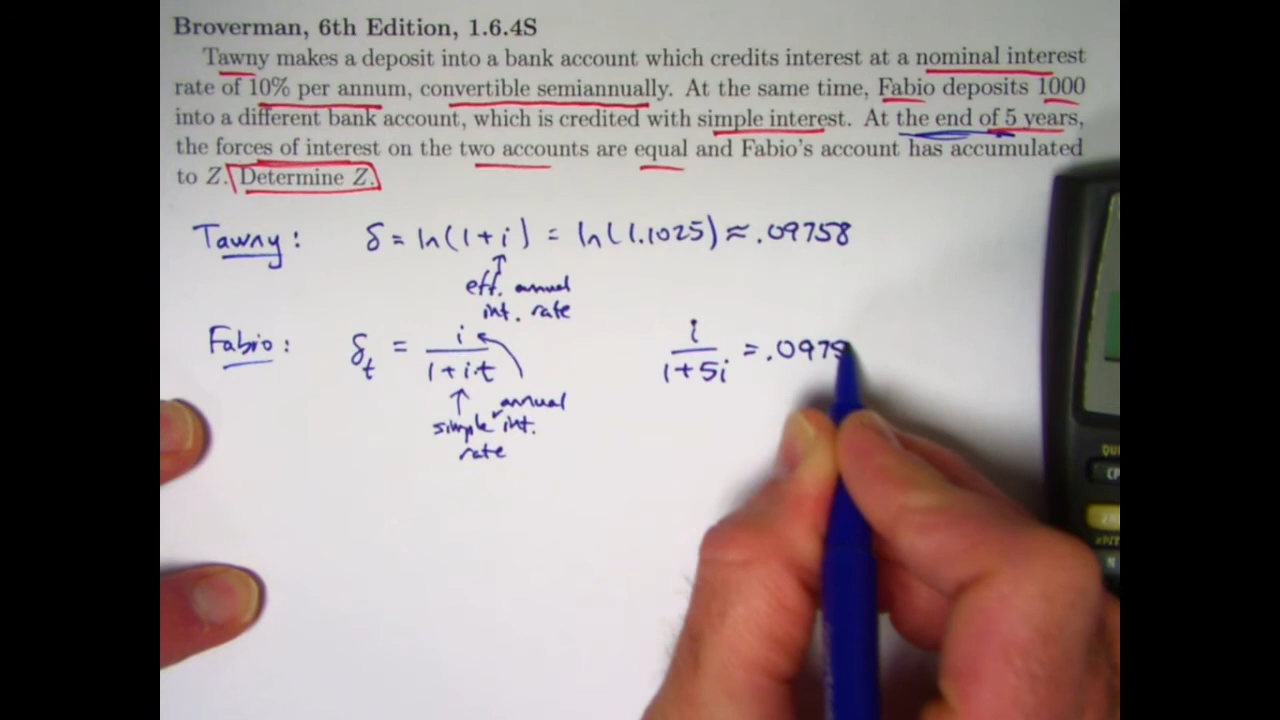 Broverman, 6th Edition, 1.6.4S
Tawny makes a deposit into a bank account which credits interest at a nominal interest
rate of 10% per annum, convertible semiannually. At the same time, Fabio deposits 1000
into a different bank account, which is credited with simple interest. At the end of 5 years,
the forces of interest on the two accounts are equal and Fabio's account has accumulated
to Z. Determine Z.
Tawny: δ = ln(1+i) = ln(1.1025) ≈ .09758
↑
eff. annual
int. rate
Fabio: δ_t = i/(1+it)
i/(1+5i) = .0975
↑
simple annual int.
rate